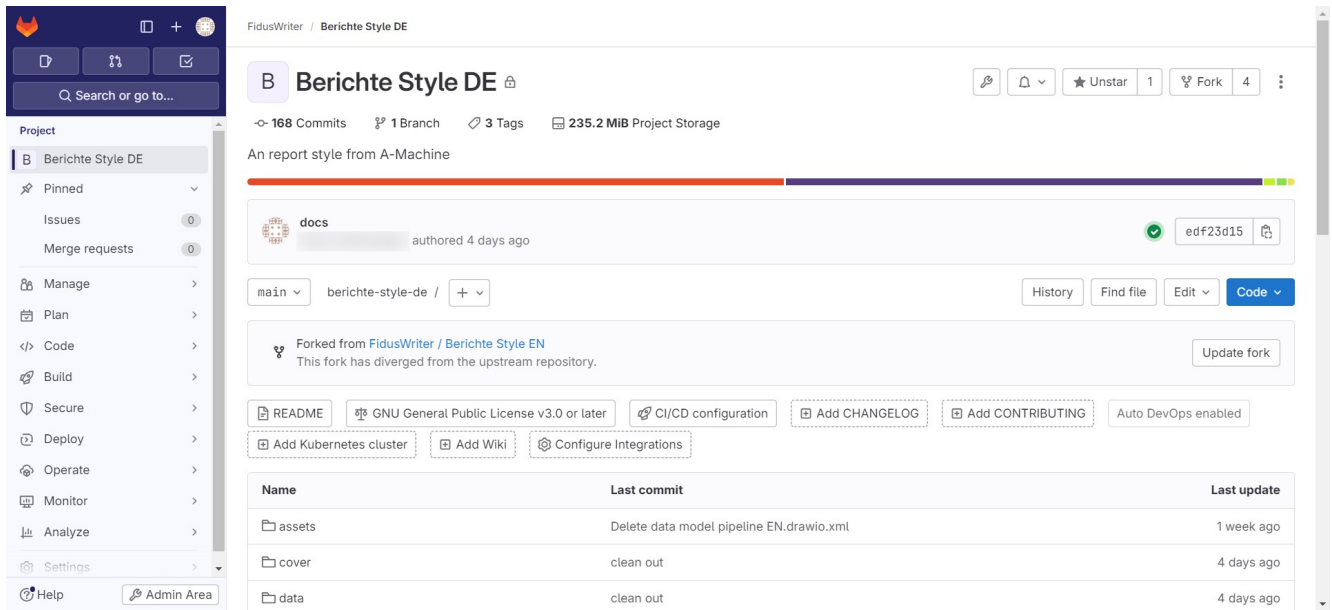 FidusWriter / Berichte Style DE
Search or go to...
Project
B Berichte Style DE
Pinned
Issues 0
Merge requests 0
Manage
Plan
Code
Build
Secure
Deploy
Operate
Monitor
Analyze
Settings
Help
Admin Area
B Berichte Style DE
Unstar 1 Fork 4
168 Commits 1 Branch 3 Tags 235.2 MiB Project Storage
An report style from A-Machine
docs
authored 4 days ago
edf23d15
main berichte-style-de / +
History Find file Edit Code
Forked from FidusWriter / Berichte Style EN
This fork has diverged from the upstream repository.
Update fork
README GNU General Public License v3.0 or later CI/CD configuration Add CHANGELOG Add CONTRIBUTING Auto DevOps enabled
Add Kubernetes cluster Add Wiki Configure Integrations
Name Last commit Last update
assets Delete data model pipeline EN.drawio.xml 1 week ago
cover clean out 4 days ago
data clean out 4 days ago